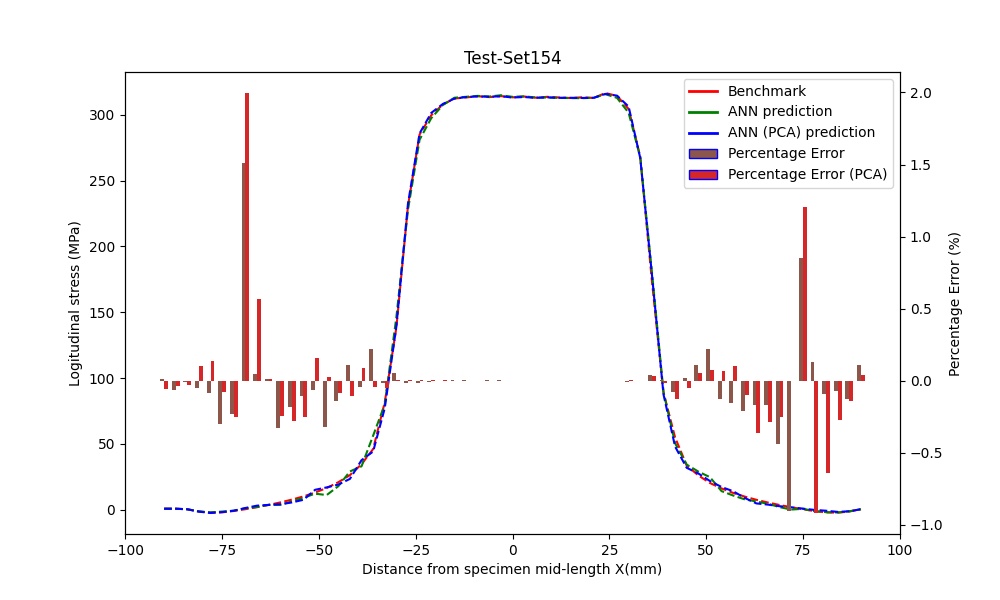 Test-Set154
Benchmark
ANN prediction
ANN (PCA) prediction
Percentage Error
Percentage Error (PCA)
Logitudinal stress (MPa)
300
250
200
150
100
50
0
2.0
1.5
1.0
0.5
0.0
−0.5
−1.0
Percentage Error (%)
−100 −75 −50 −25 0 25 50 75 100
Distance from specimen mid-length X(mm)